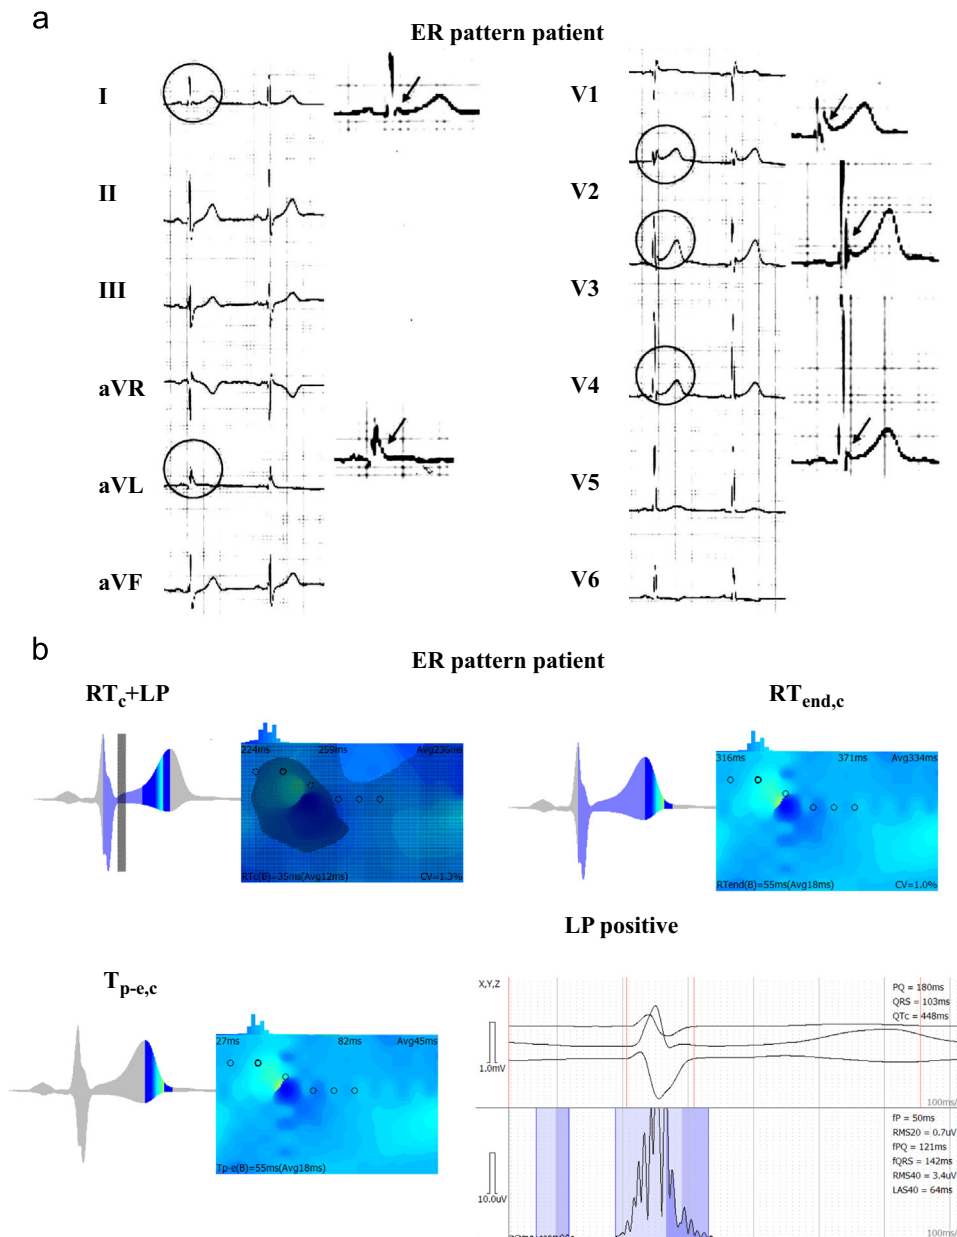 a
ER pattern patient
I
II
III
aVR
aVL
aVF
V1
V2
V3
V4
V5
V6
b
ER pattern patient
RTc+LP
224ms 259ms Avg236ms
RTc(B)=35ms(Avg12ms) CV=1.3%
RTend,c
316ms 371ms Avg334ms
RTend(B)=55ms(Avg18ms) CV=1.0%
Tp-e,c
27ms 82ms Avg45ms
Tp-e(B)=55ms(Avg18ms)
LP positive
X,Y,Z
1.0mV
PQ = 180ms
QRS = 103ms
QTc = 448ms
100ms/
10.0uV
fP = 50ms
RMS20 = 0.7uV
fPQ = 121ms
fQRS = 142ms
RMS40 = 3.4uV
LAS40 = 64ms
100ms/